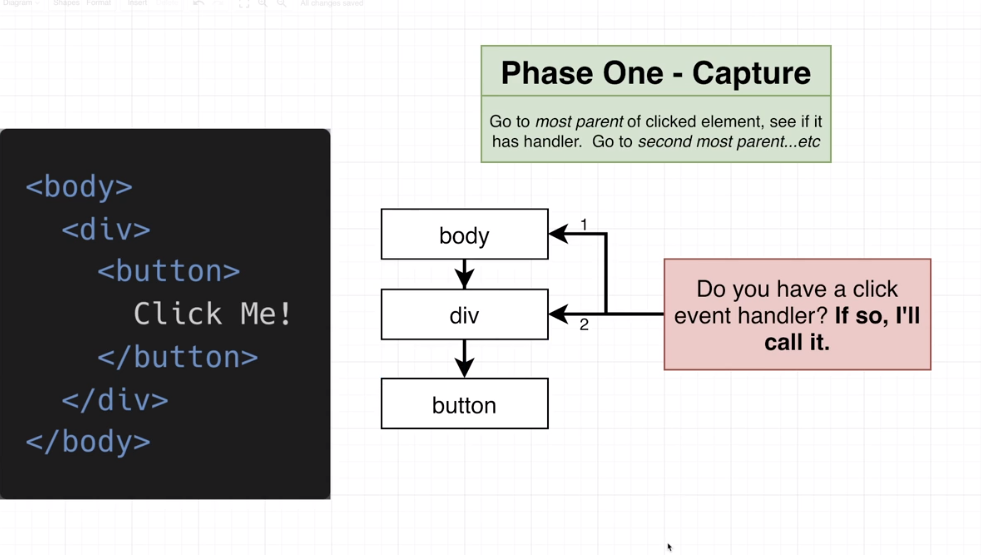 Diagram Shapes Format Insert All changes saved
Phase One - Capture
Go to most parent of clicked element, see if it
has handler. Go to second most parent...etc
<body>
<div>
<button>
Click Me!
</button>
</div>
</body>
body
1
div
2
button
Do you have a click
event handler? If so, I'll
call it.